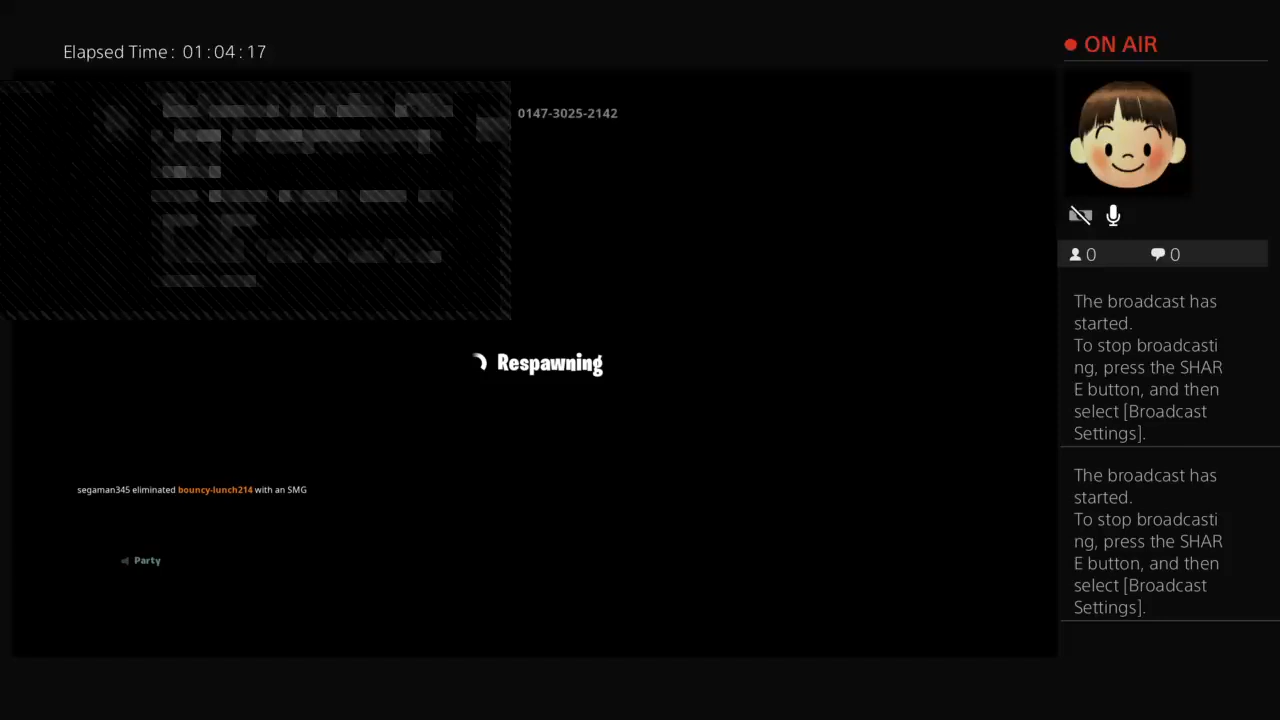 Elapsed Time: 01:04:17
ON AIR
0147-3025-2142
0
0
The broadcast has
started.
To stop broadcasti
ng, press the SHAR
E button, and then
select [Broadcast
Settings].
Respawning
The broadcast has
started.
To stop broadcasti
ng, press the SHAR
E button, and then
select [Broadcast
Settings].
segaman345 eliminated bouncy-lunch214 with an SMG
Party